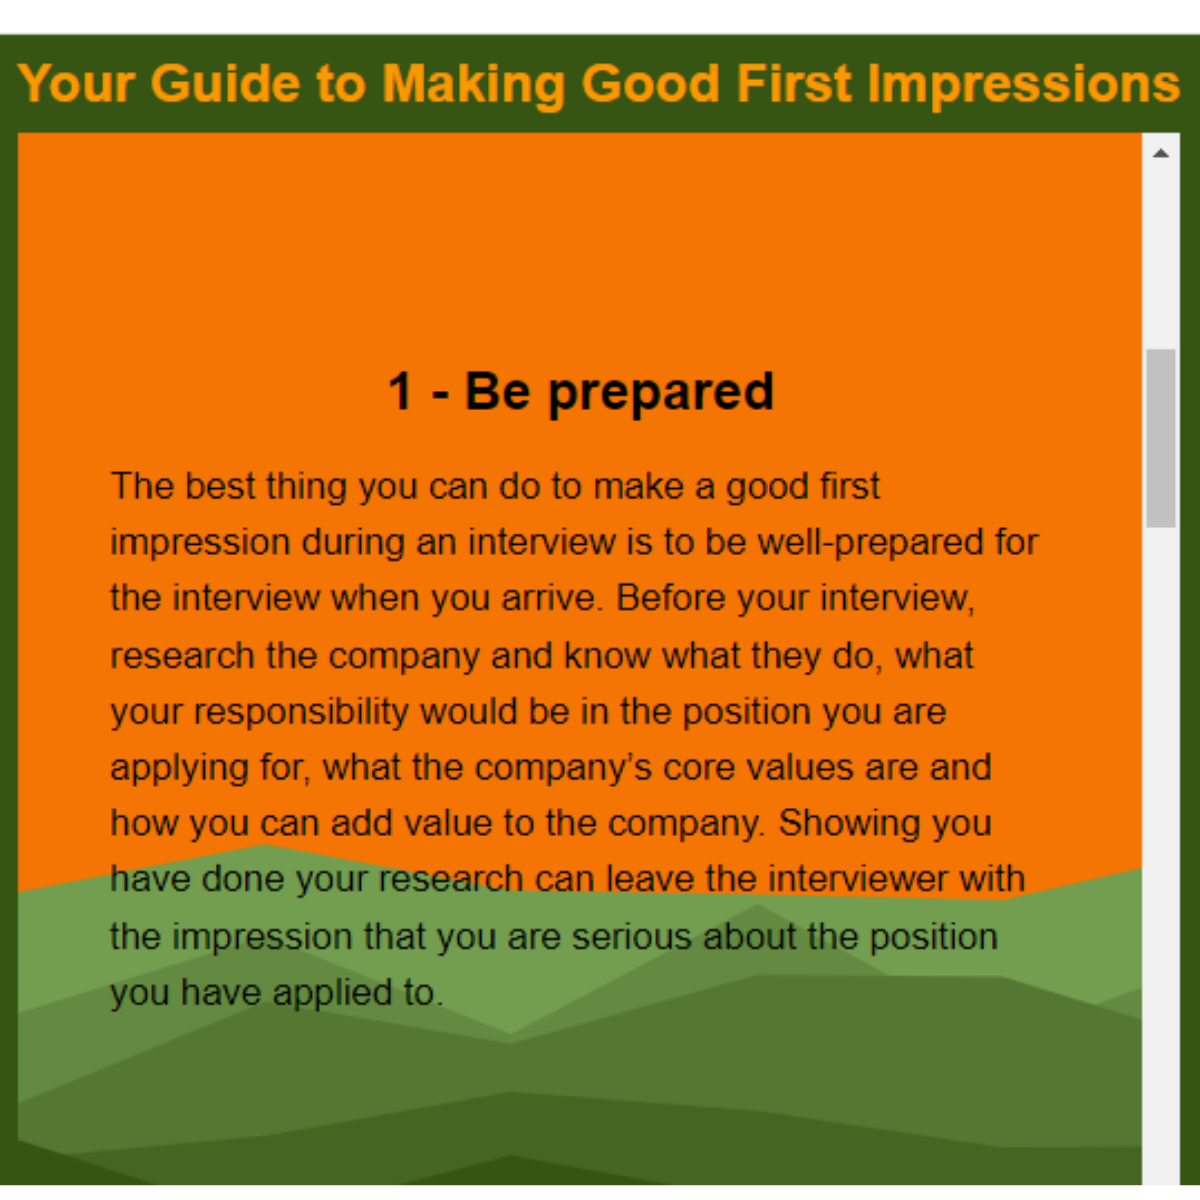 Your Guide to Making Good First Impressions
1 - Be prepared
The best thing you can do to make a good first
impression during an interview is to be well-prepared for
the interview when you arrive. Before your interview,
research the company and know what they do, what
your responsibility would be in the position you are
applying for, what the company’s core values are and
how you can add value to the company. Showing you
have done your research can leave the interviewer with
the impression that you are serious about the position
you have applied to.